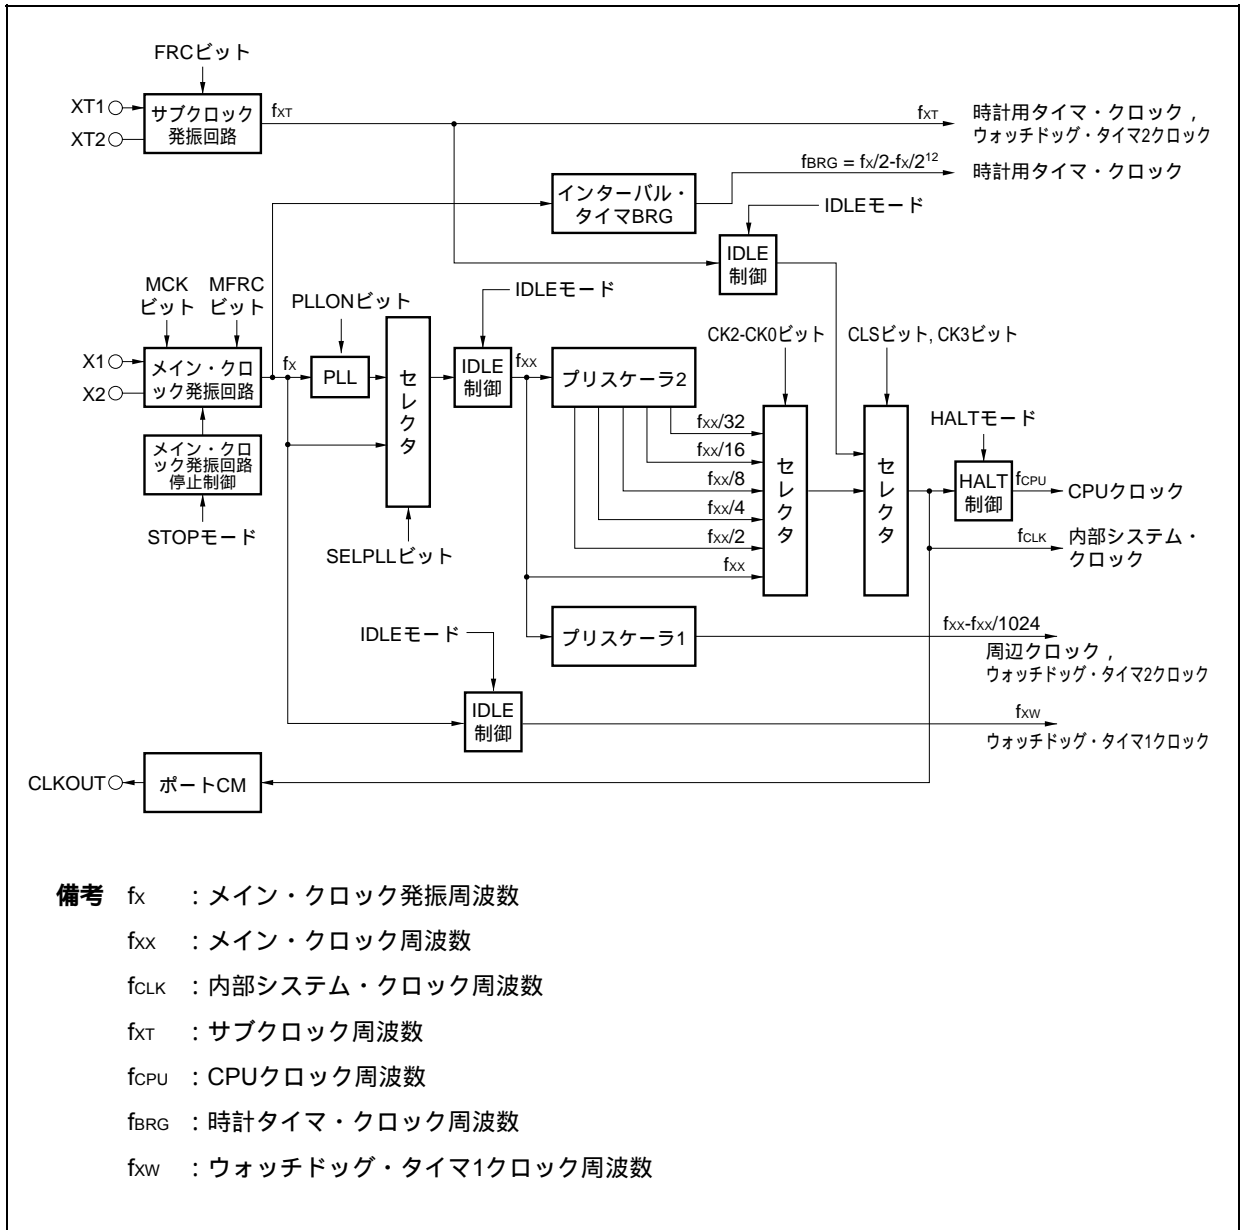 FRCビット
XT1
XT2
サブクロック
発振回路
fXT
fXT
時計用タイマ・クロック，
ウォッチドッグ・タイマ2クロック
fBRG = fX/2-fX/2¹²
時計用タイマ・クロック
インターバル・
タイマBRG
IDLEモード
IDLE
制御
MCK
ビット
MFRC
ビット
PLLONビット
IDLEモード
X1
X2
メイン・クロ
ック発振回路
fX
PLL
セレクタ
IDLE
制御
fXX
プリスケーラ2
CK2-CK0ビット
CLSビット, CK3ビット
メイン・クロ
ック発振回路
停止制御
STOPモード
SELPLLビット
fXX/32
fXX/16
fXX/8
fXX/4
fXX/2
fXX
セレクタ
セレクタ
HALTモード
HALT
制御
fCPU
CPUクロック
fCLK
内部システム・
クロック
プリスケーラ1
fXX-fXX/1024
周辺クロック，
ウォッチドッグ・タイマ2クロック
IDLEモード
IDLE
制御
fXW
ウォッチドッグ・タイマ1クロック
CLKOUT
ポートCM
備考 fX ：メイン・クロック発振周波数
fXX ：メイン・クロック周波数
fCLK ：内部システム・クロック周波数
fXT ：サブクロック周波数
fCPU ：CPUクロック周波数
fBRG ：時計タイマ・クロック周波数
fXW ：ウォッチドッグ・タイマ1クロック周波数